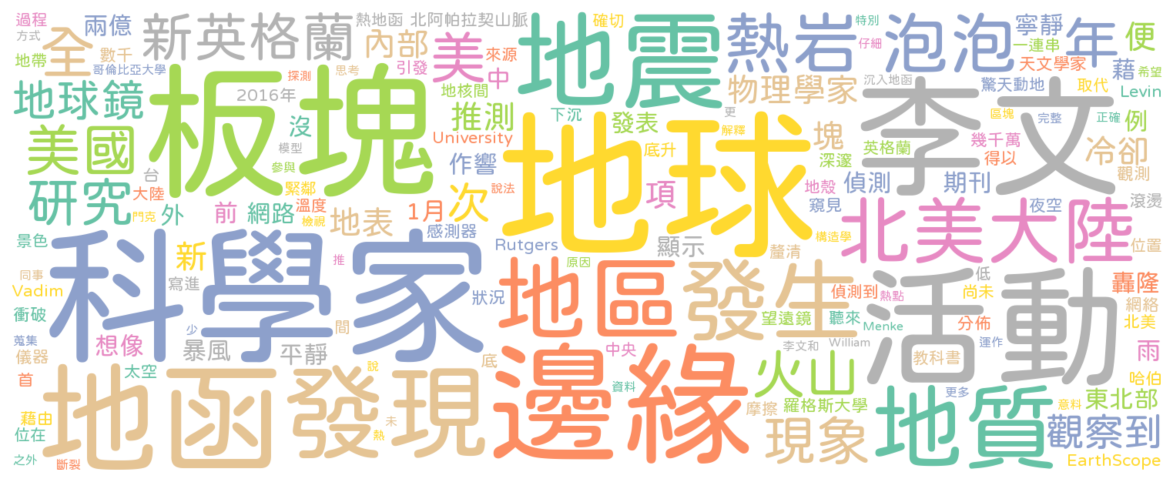 過程
方式
兩億
新英格蘭
熱地函
北阿帕拉契山脈
美
地震
確切
熱岩
泡泡
特別
仔細
寧靜
一連串
年
便
地帶
全
數千
哥倫比亞大學
內部
引發
來源
中
探測
思考
天文學家
藉
希望
地球鏡
板塊
2016年
地核間
物理學家
沉入地函
驚天動地
取代
Levin
美國
沒
模型
推測
University
下沉
發表
更
解釋
塊
李文
區塊
完整
正確
例
研究
台
參與
緊鄰
作響
地球
底升
深邃
英格蘭
幾千萬
得以
冷卻
觀測
大陸
門克
外
溫度
檢視
前
網路
地表
1月
次
說法
項
地殼
窺見
偵測
期刊
夜空
滾燙
景色
同事
Vadim
新
寫進
科學家
推
感測器
Rutgers
原因
顯示
構造學
釐清
北美大陸
位置
衝破
蒐集
儀器
首
想像
暴風
間
平靜
狀況
地區
發生
望遠鏡
偵測到
聽來
熱點
Menke
低
尚未
活動
分佈
轟隆
網絡
北美
雨
太空
少
說
底
中央
資料
李文和
William
教科書
運作
更多
哈伯
藉由
位在
之外
斷裂
地函
發現
未
熱
邊緣
火山
摩擦
羅格斯大學
現象
地質
意料
東北部
觀察到
EarthScope